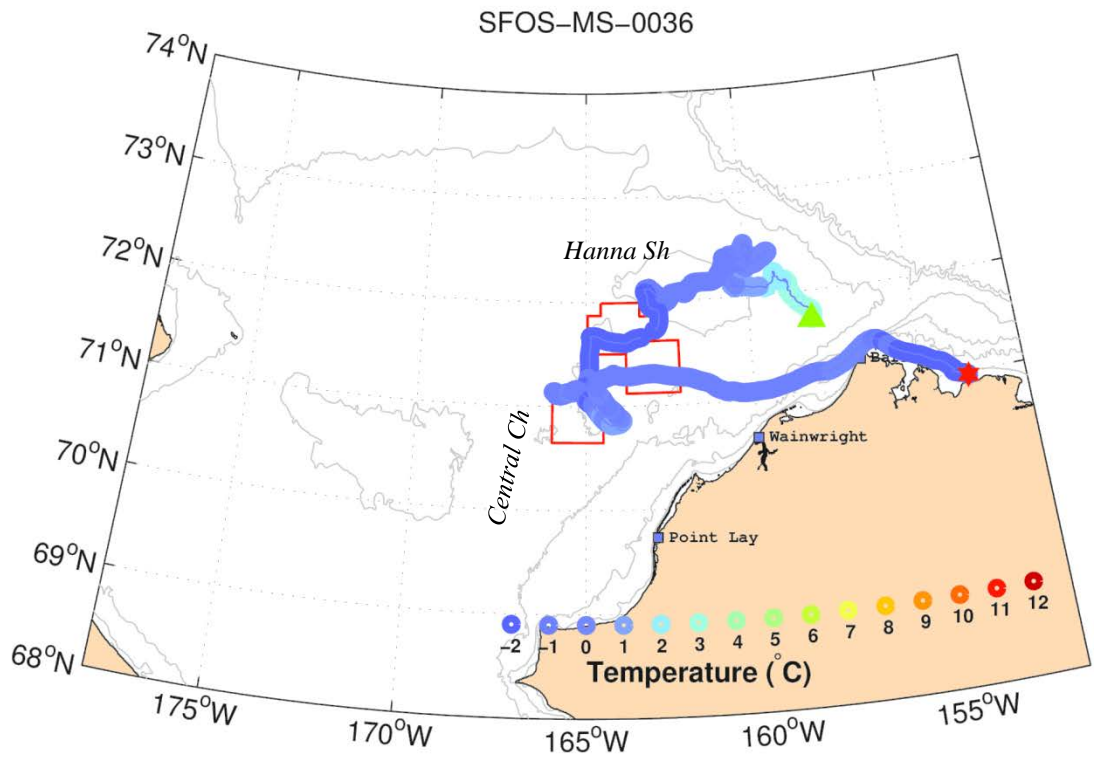 SFOS-MS-0036
74°N
73°N
72°N
71°N
70°N
69°N
68°N
Hanna Sh
Central Ch
Wainwright
Point Lay
-2 -1 0 1 2 3 4 5 6 7 8 9 10 11 12
Temperature (°C)
175°W 170°W 165°W 160°W 155°W